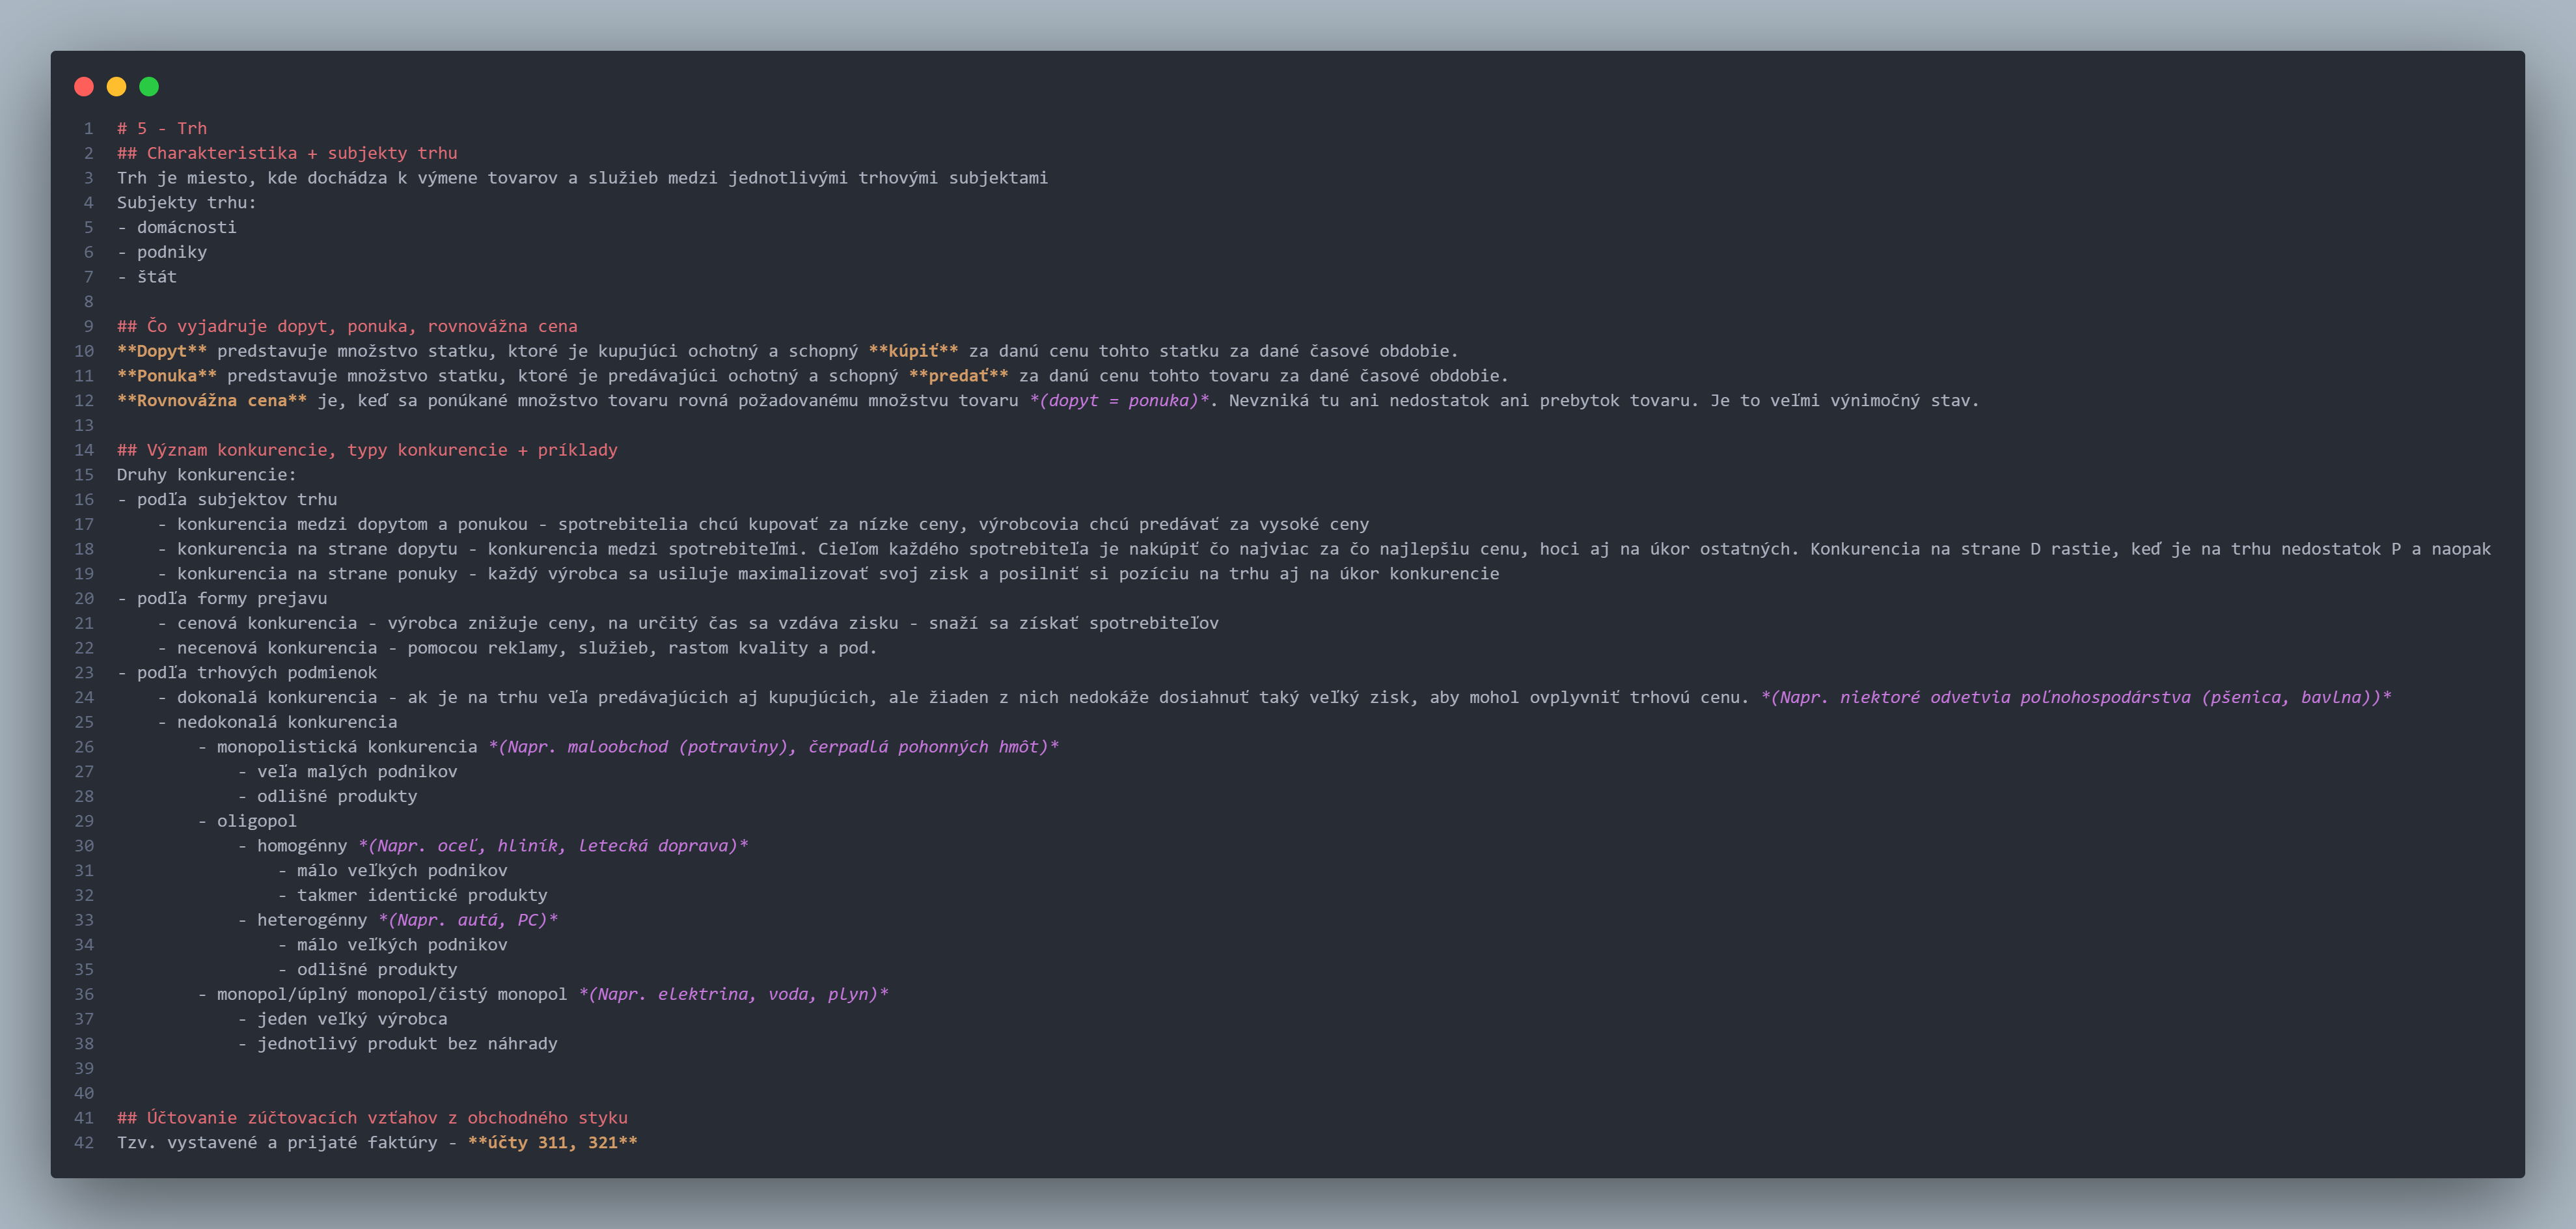 1 # 5 - Trh
2 ## Charakteristika + subjekty trhu
3 Trh je miesto, kde dochádza k výmene tovarov a služieb medzi jednotlivými trhovými subjektami
4 Subjekty trhu:
5 - domácnosti
6 - podniky
7 - štát
8
9 ## Čo vyjadruje dopyt, ponuka, rovnovážna cena
10 **Dopyt** predstavuje množstvo statku, ktoré je kupujúci ochotný a schopný **kúpiť** za danú cenu tohto statku za dané časové obdobie.
11 **Ponuka** predstavuje množstvo statku, ktoré je predávajúci ochotný a schopný **predať** za danú cenu tohto tovaru za dané časové obdobie.
12 **Rovnovážna cena** je, keď sa ponúkané množstvo tovaru rovná požadovanému množstvu tovaru *(dopyt = ponuka)*. Nevzniká tu ani nedostatok ani prebytok tovaru. Je to veľmi výnimočný stav.
13
14 ## Význam konkurencie, typy konkurencie + príklady
15 Druhy konkurencie:
16 - podľa subjektov trhu
17     - konkurencia medzi dopytom a ponukou - spotrebitelia chcú kupovať za nízke ceny, výrobcovia chcú predávať za vysoké ceny
18     - konkurencia na strane dopytu - konkurencia medzi spotrebiteľmi. Cieľom každého spotrebiteľa je nakúpiť čo najviac za čo najlepšiu cenu, hoci aj na úkor ostatných. Konkurencia na strane D rastie, keď je na trhu nedostatok P a naopak
19     - konkurencia na strane ponuky - každý výrobca sa usiluje maximalizovať svoj zisk a posilniť si pozíciu na trhu aj na úkor konkurencie
20 - podľa formy prejavu
21     - cenová konkurencia - výrobca znižuje ceny, na určitý čas sa vzdáva zisku - snaží sa získať spotrebiteľov
22     - necenová konkurencia - pomocou reklamy, služieb, rastom kvality a pod.
23 - podľa trhových podmienok
24     - dokonalá konkurencia - ak je na trhu veľa predávajúcich aj kupujúcich, ale žiaden z nich nedokáže dosiahnuť taký veľký zisk, aby mohol ovplyvniť trhovú cenu. *(Napr. niektoré odvetvia poľnohospodárstva (pšenica, bavlna))*
25     - nedokonalá konkurencia
26         - monopolistická konkurencia *(Napr. maloobchod (potraviny), čerpadlá pohonných hmôt)*
27             - veľa malých podnikov
28             - odlišné produkty
29         - oligopol
30             - homogénny *(Napr. oceľ, hliník, letecká doprava)*
31                 - málo veľkých podnikov
32                 - takmer identické produkty
33             - heterogénny *(Napr. autá, PC)*
34                 - málo veľkých podnikov
35                 - odlišné produkty
36         - monopol/úplný monopol/čistý monopol *(Napr. elektrina, voda, plyn)*
37             - jeden veľký výrobca
38             - jednotlivý produkt bez náhrady
39
40
41 ## Účtovanie zúčtovacích vzťahov z obchodného styku
42 Tzv. vystavené a prijaté faktúry - **účty 311, 321**